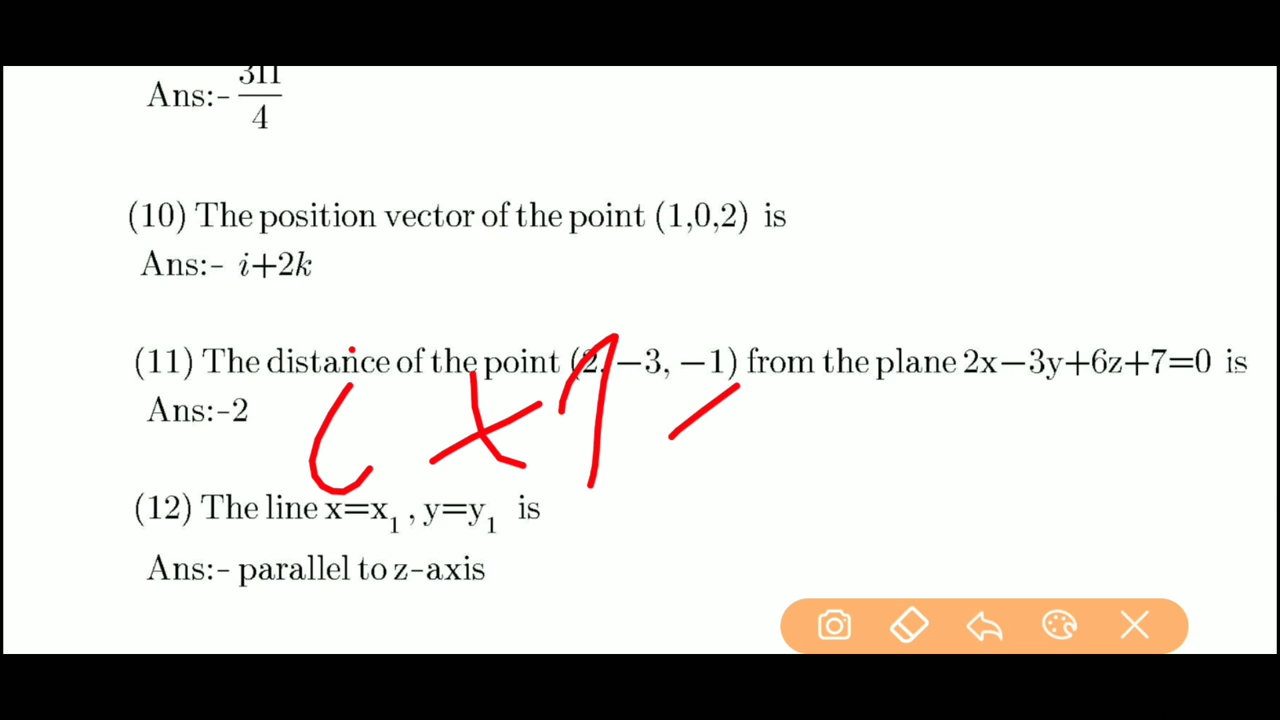 Ans:- 3Π/4
(10) The position vector of the point (1,0,2) is
Ans:- i+2k
(11) The distance of the point (2, −3, −1) from the plane 2x−3y+6z+7=0 is
Ans:-2
(12) The line x=x₁ , y=y₁ is
Ans:- parallel to z-axis